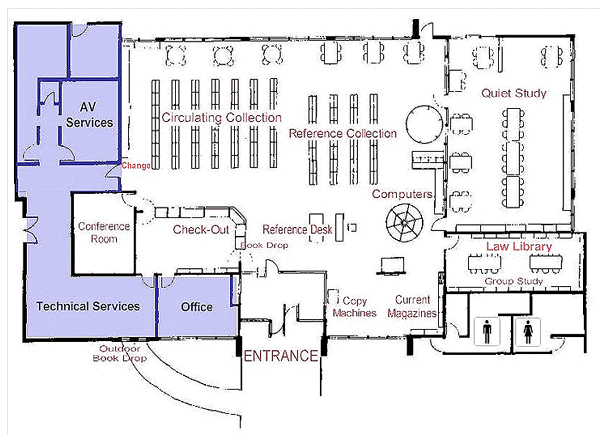 Quiet Study
AV
Services
Circulating Collection
Reference Collection
Change
Computers
Conference
Room
Check-Out
Reference Desk
Book Drop
Law Library
Group Study
Technical Services
Office
Copy
Machines
Current
Magazines
Outdoor
Book Drop
ENTRANCE